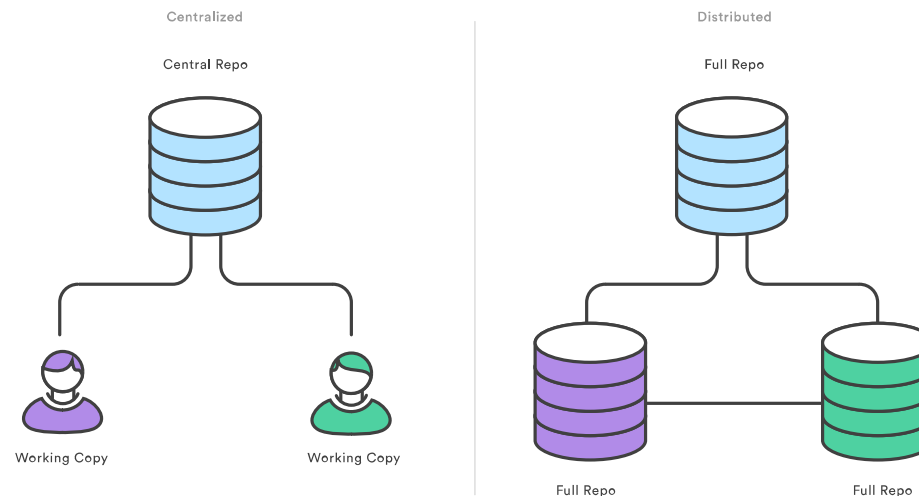 Centralized
Distributed
Central Repo
Full Repo
Working Copy
Working Copy
Full Repo
Full Repo